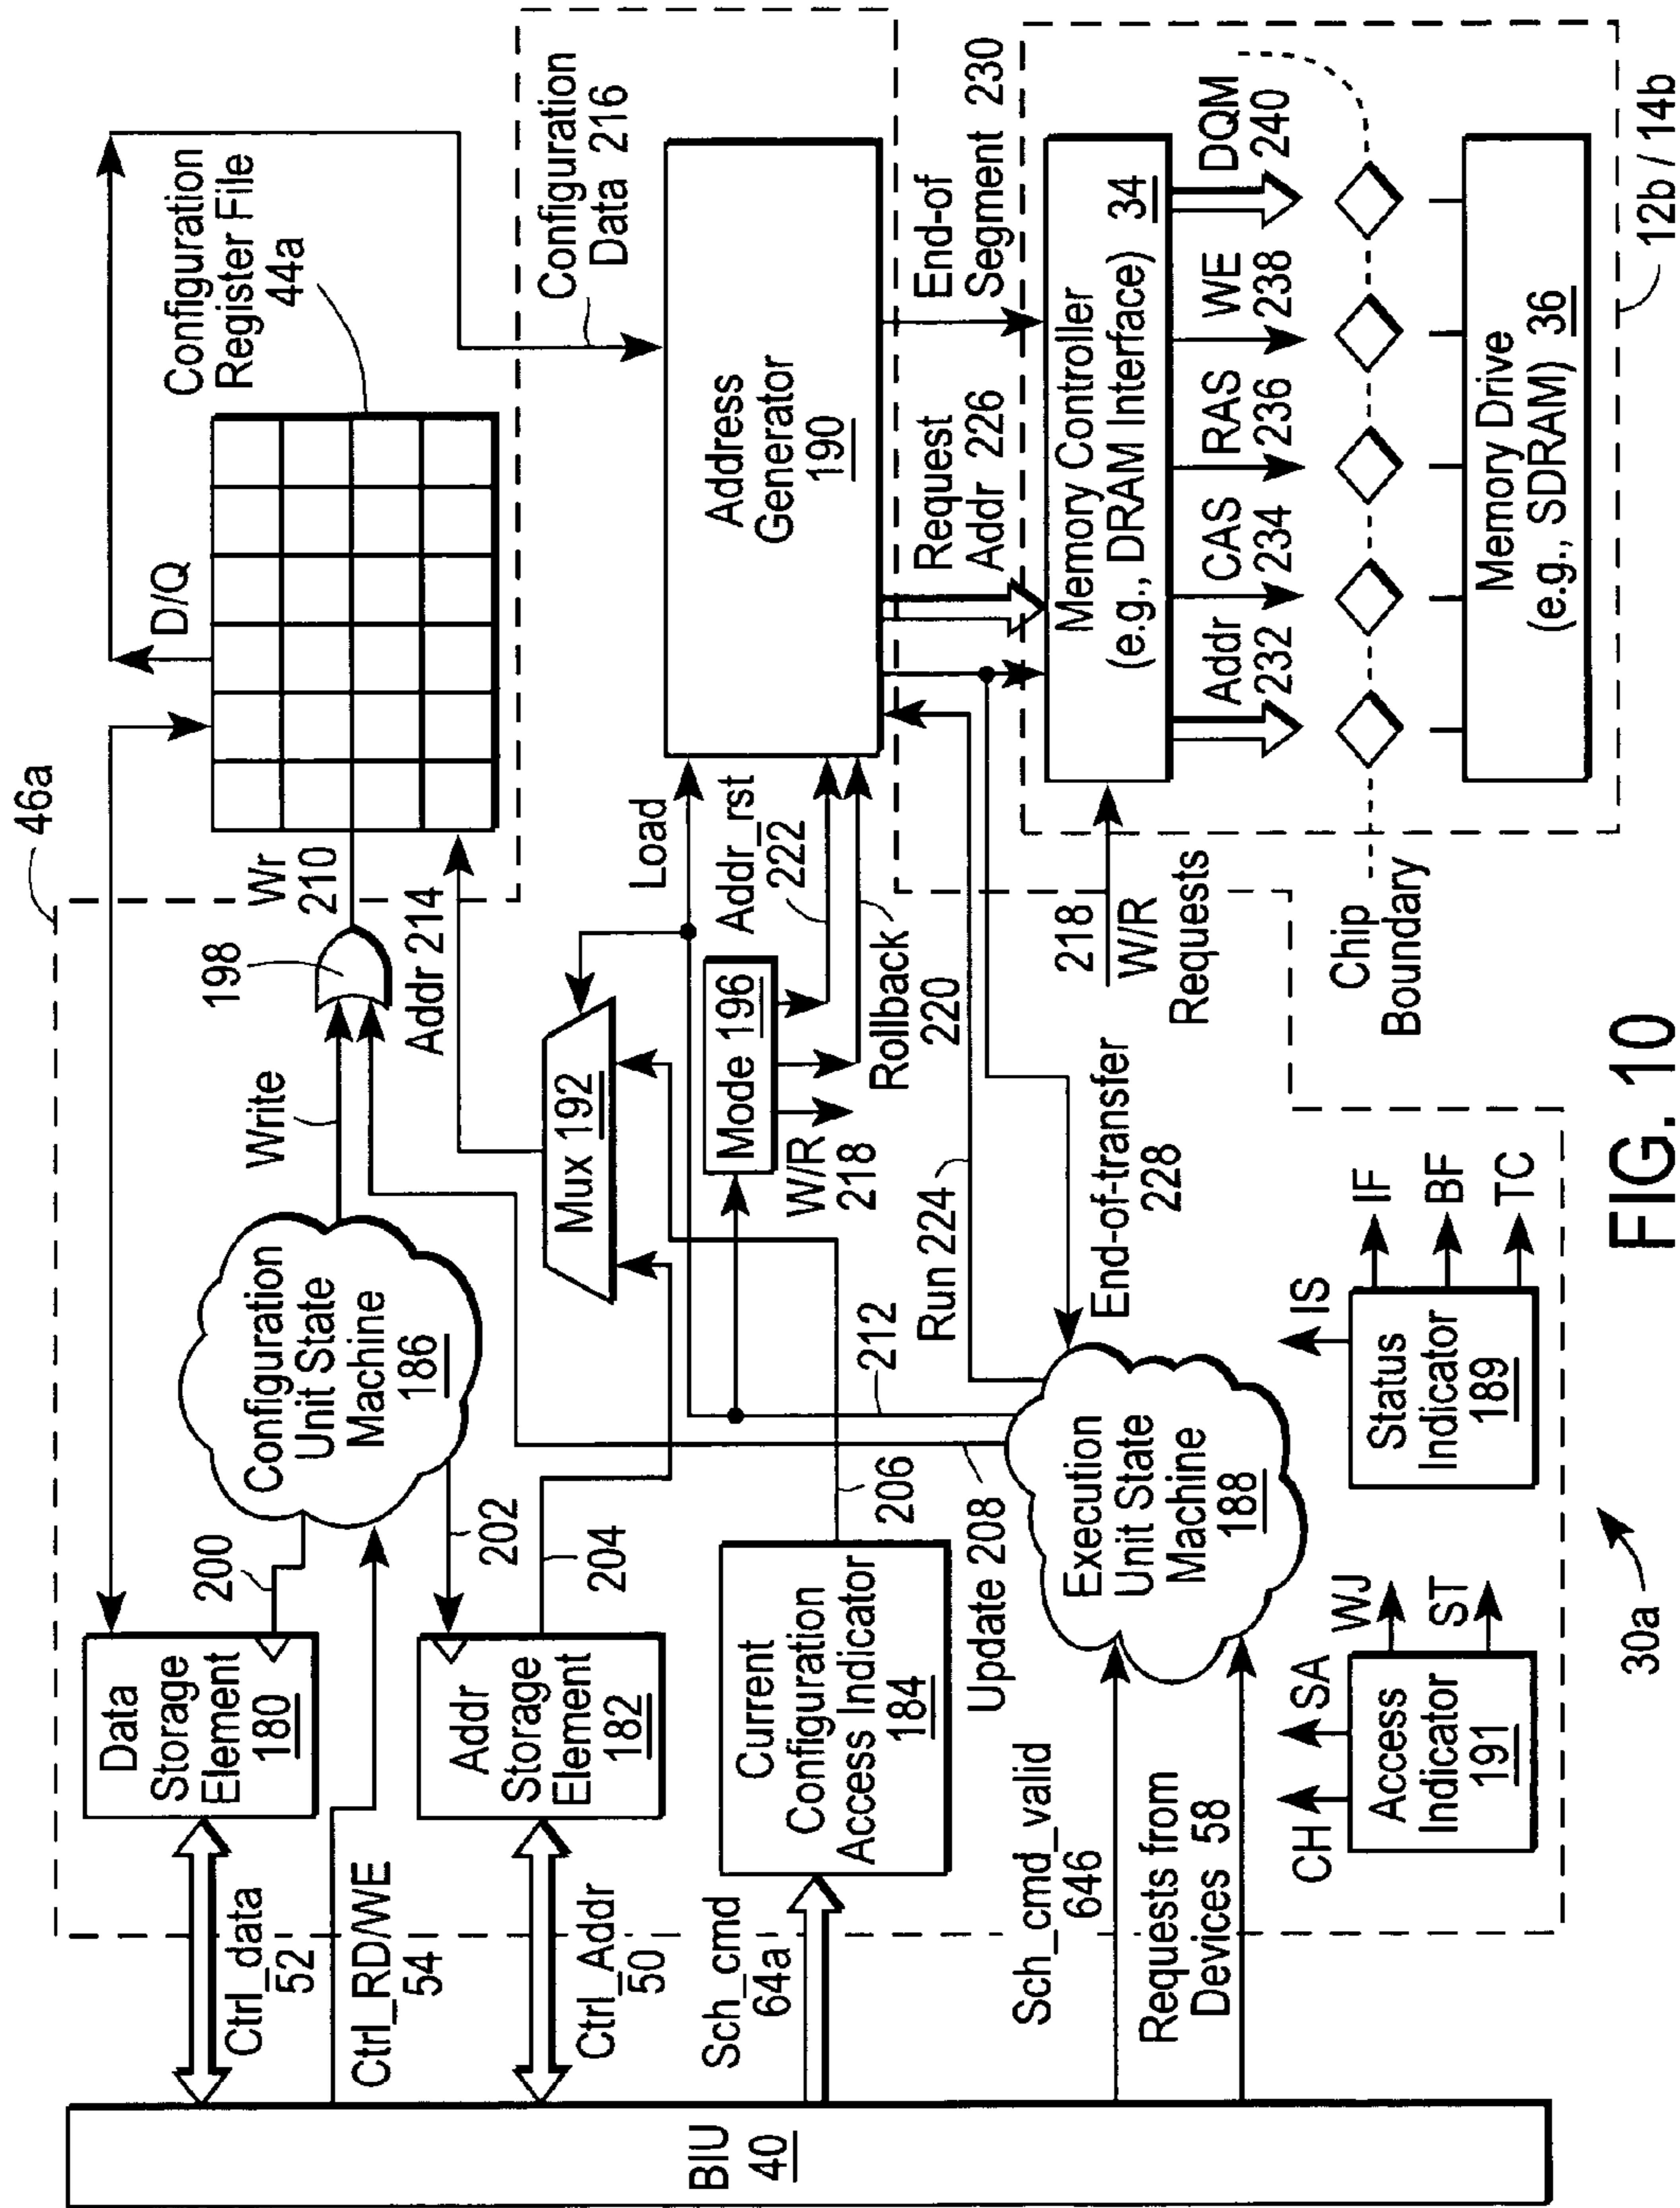 BIU
40
Ctrl_data
52
Ctrl_RD/WE
54
Ctrl_Addr
50
Sch_cmd
64a
Sch_cmd_valid
646
Requests from
Devices 58
46a
Data
Storage
Element
180
200
Addr
Storage
Element
182
202
204
Current
Configuration
Access Indicator
184
206
Update 208
Configuration
Unit State
Machine
186
Write
198
Wr
210
Addr 214
Mux 192
Load
Mode 196
W/R
218
Addr_rst
222
Rollback
220
212
Run 224
End-of-transfer
228
Execution
Unit State
Machine
188
CH
SA
WJ
ST
Access
Indicator
191
IS
IF
BF
TC
Status
Indicator
189
30a
D/Q
Configuration
Register File
44a
Configuration
Data 216
Address
Generator
190
Request
Addr 226
End-of
Segment 230
218
W/R
Requests
Memory Controller
(e.g., DRAM Interface) 34
Addr
232
CAS
234
RAS
236
WE
238
DQM
240
Chip
Boundary
Memory Drive
(e.g., SDRAM) 36
12b / 14b
FIG. 10